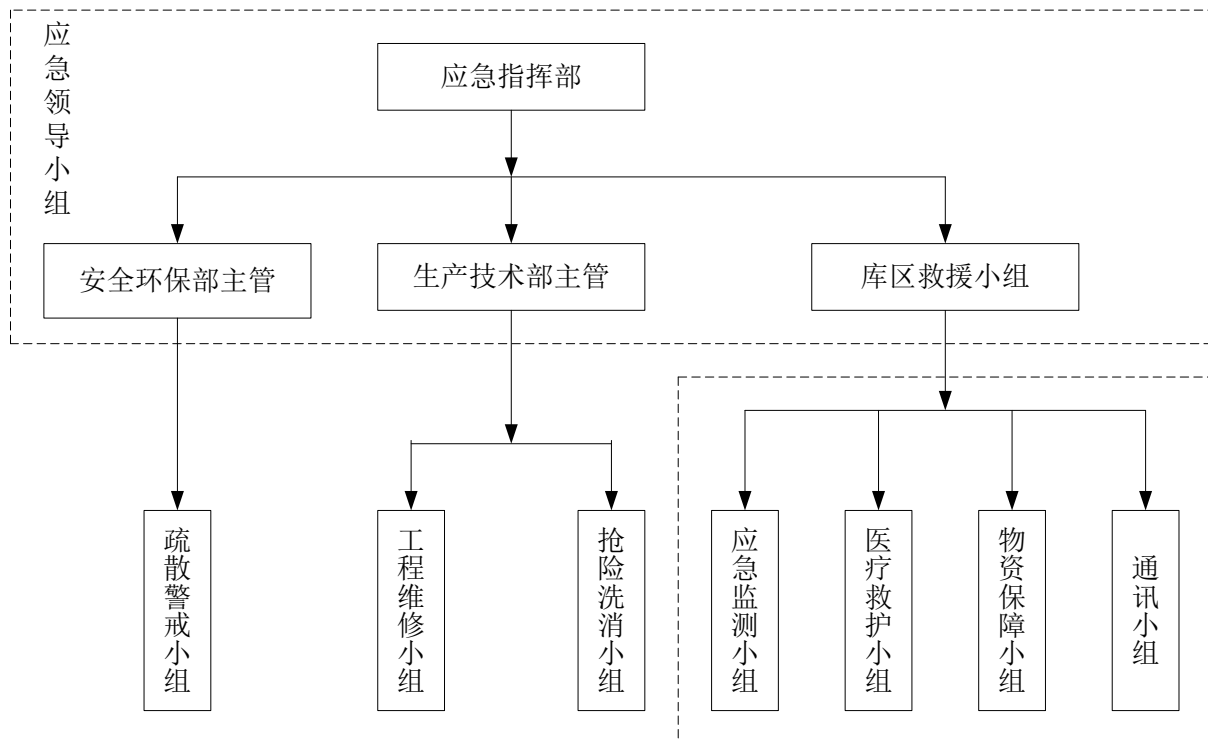 应急领导小组
应急指挥部
安全环保部主管
生产技术部主管
库区救援小组
疏散警戒小组
工程维修小组
抢险洗消小组
应急监测小组
医疗救护小组
物资保障小组
通讯小组